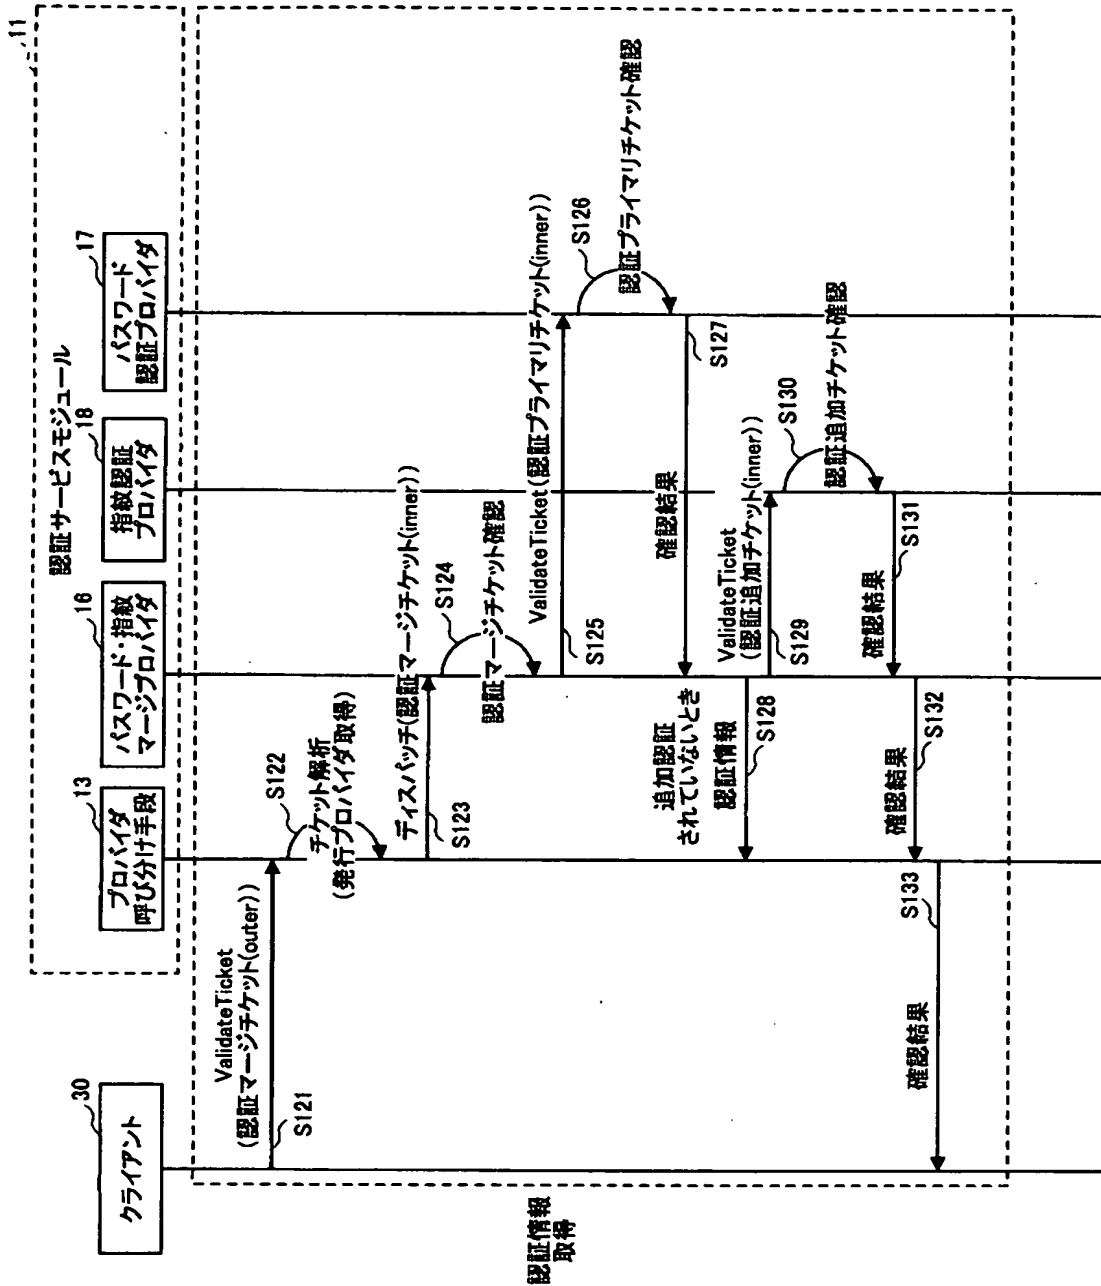 11
認証サービスモジュール
30
クライアント
13
プロバイダ
呼び分け手段
16
パスワード・指紋
マージプロバイダ
18
指紋認証
プロバイダ
17
パスワード
認証プロバイダ
認証情報
取得
ValidateTicket
(認証マージチケット(outer))
S121
S122
チケット解析
(発行プロバイダ取得)
ディスパッチ(認証マージチケット(inner))
S123
S124
認証マージチケット確認
ValidateTicket(認証プライマリチケット(inner))
S125
S126
認証プライマリチケット確認
確認結果
S127
追加認証
されていないとき
認証情報
S128
ValidateTicket
(認証追加チケット(inner))
S129
S130
認証追加チケット確認
確認結果
S131
確認結果
S132
確認結果
S133